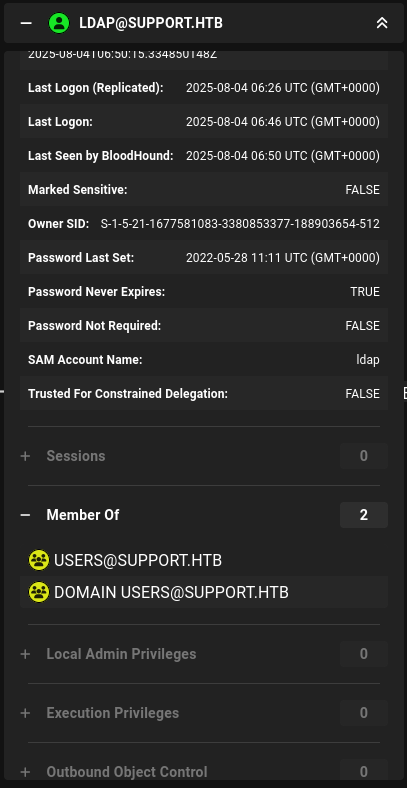 LDAP@SUPPORT.HTB
2025-08-04T06:50:15.334850148Z
Last Logon (Replicated): 2025-08-04 06:26 UTC (GMT+0000)
Last Logon: 2025-08-04 06:46 UTC (GMT+0000)
Last Seen by BloodHound: 2025-08-04 06:50 UTC (GMT+0000)
Marked Sensitive: FALSE
Owner SID: S-1-5-21-1677581083-3380853377-188903654-512
Password Last Set: 2022-05-28 11:11 UTC (GMT+0000)
Password Never Expires: TRUE
Password Not Required: FALSE
SAM Account Name: ldap
Trusted For Constrained Delegation: FALSE
Sessions 0
Member Of 2
USERS@SUPPORT.HTB
DOMAIN USERS@SUPPORT.HTB
Local Admin Privileges 0
Execution Privileges 0
Outbound Object Control 0